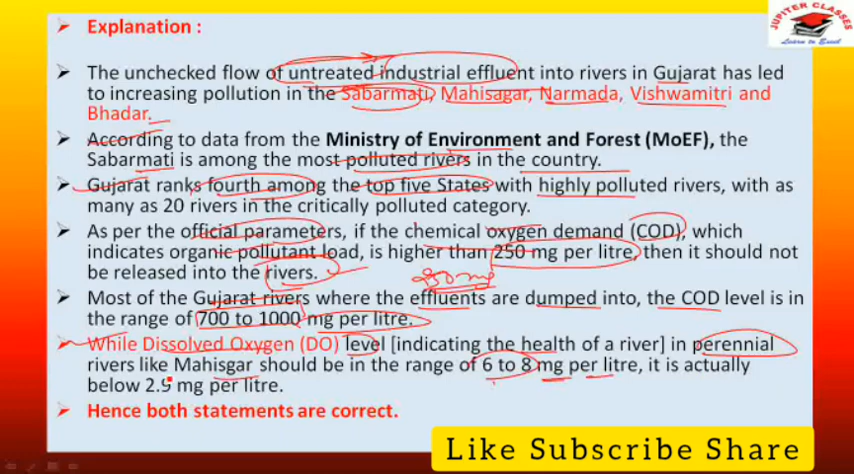 JUPITER CLASSES
Learn to Excel
Explanation :
The unchecked flow of untreated industrial effluent into rivers in Gujarat has led
to increasing pollution in the Sabarmati, Mahisagar, Narmada, Vishwamitri and
Bhadar.
According to data from the Ministry of Environment and Forest (MoEF), the
Sabarmati is among the most polluted rivers in the country.
Gujarat ranks fourth among the top five States with highly polluted rivers, with as
many as 20 rivers in the critically polluted category.
As per the official parameters, if the chemical oxygen demand (COD), which
indicates organic pollutant load, is higher than 250 mg per litre, then it should not
be released into the rivers.
Most of the Gujarat rivers where the effluents are dumped into, the COD level is in
the range of 700 to 1000 mg per litre.
While Dissolved Oxygen (DO) level [indicating the health of a river] in perennial
rivers like Mahisgar should be in the range of 6 to 8 mg per litre, it is actually
below 2.9 mg per litre.
Hence both statements are correct.
Like Subscribe Share